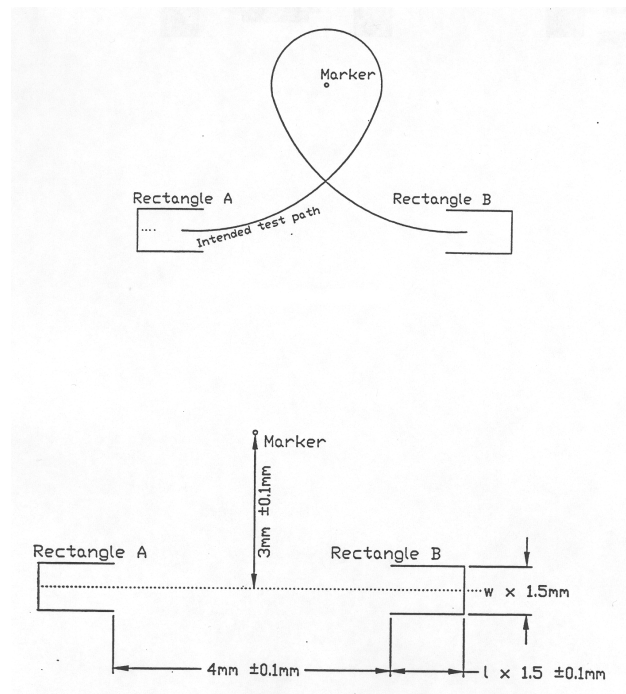 Marker
Rectangle A
Rectangle B
Intended test path
Marker
3mm ±0.1mm
Rectangle A
Rectangle B
w × 1.5mm
4mm ±0.1mm
l × 1.5 ±0.1mm